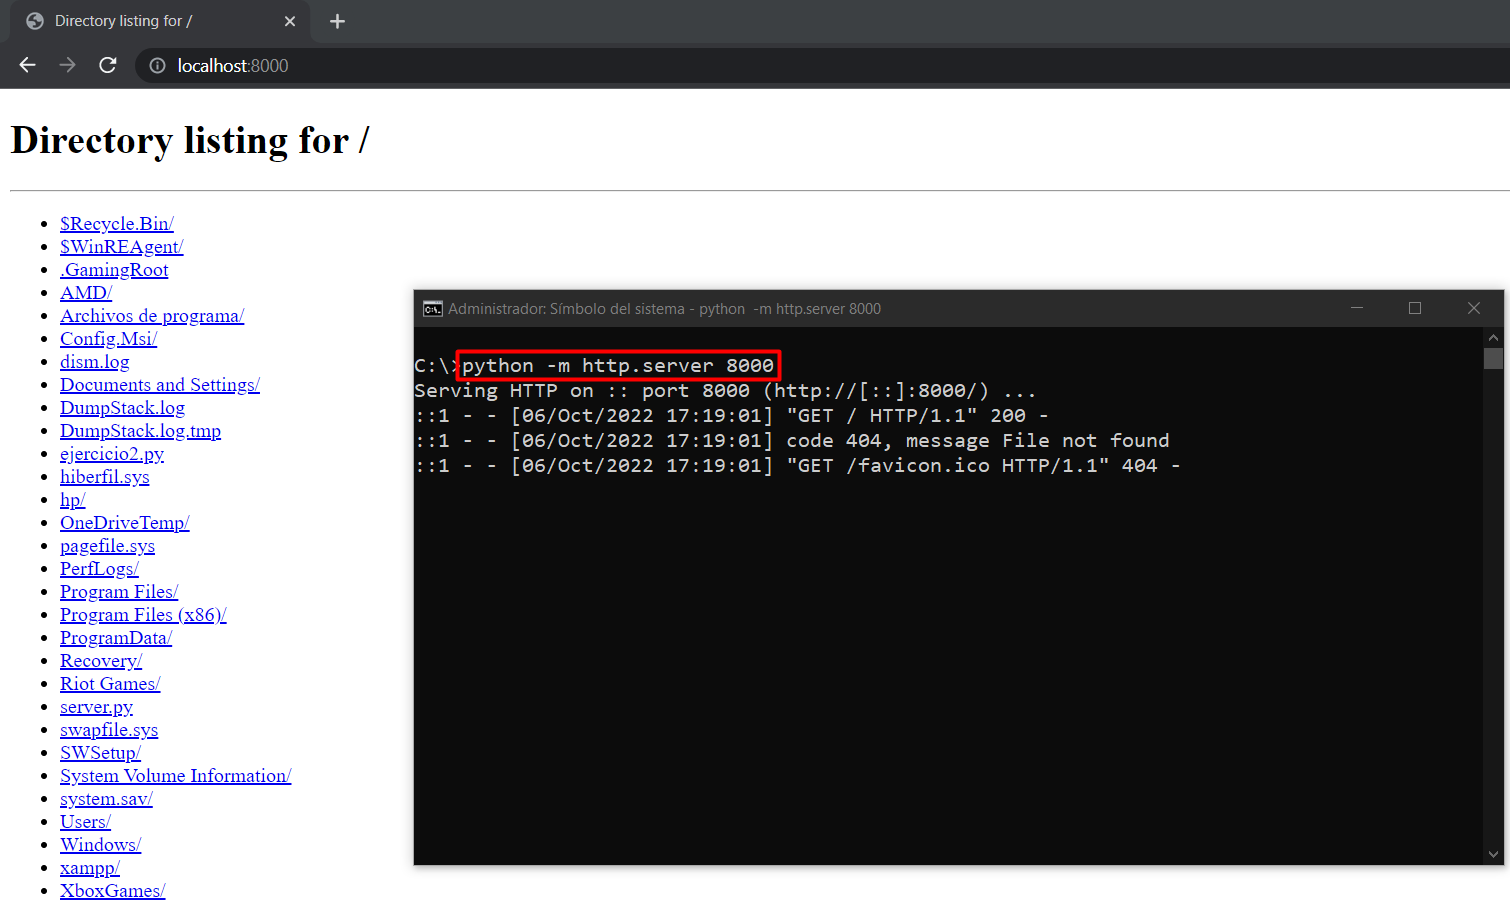 Directory listing for /
localhost:8000
Directory listing for /
$Recycle.Bin/
$WinREAgent/
.GamingRoot
AMD/
Archivos de programa/
Config.Msi/
dism.log
Documents and Settings/
DumpStack.log
DumpStack.log.tmp
ejercicio2.py
hiberfil.sys
hp/
OneDriveTemp/
pagefile.sys
PerfLogs/
Program Files/
Program Files (x86)/
ProgramData/
Recovery/
Riot Games/
server.py
swapfile.sys
SWSetup/
System Volume Information/
system.sav/
Users/
Windows/
xampp/
XboxGames/
Administrador: Símbolo del sistema - python  -m http.server 8000
C:\>python -m http.server 8000
Serving HTTP on :: port 8000 (http://[::]:8000/) ...
::1 - - [06/Oct/2022 17:19:01] "GET / HTTP/1.1" 200 -
::1 - - [06/Oct/2022 17:19:01] code 404, message File not found
::1 - - [06/Oct/2022 17:19:01] "GET /favicon.ico HTTP/1.1" 404 -